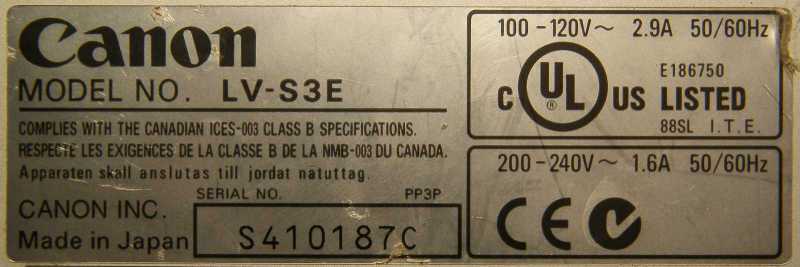 Canon
MODEL NO. LV-S3E
COMPLIES WITH THE CANADIAN ICES-003 CLASS B SPECIFICATIONS.
RESPECTE LES EXIGENCES DE LA CLASSE B DE LA NMB-003 DU CANADA.
Apparaten skall anslutas till jordat natuttag.
SERIAL NO. PP3P
CANON INC.
Made in Japan
S410187C
100-120V~ 2.9A 50/60Hz
E186750
C UL ® US LISTED
88SL I.T.E.
200-240V~ 1.6A 50/60Hz
CE